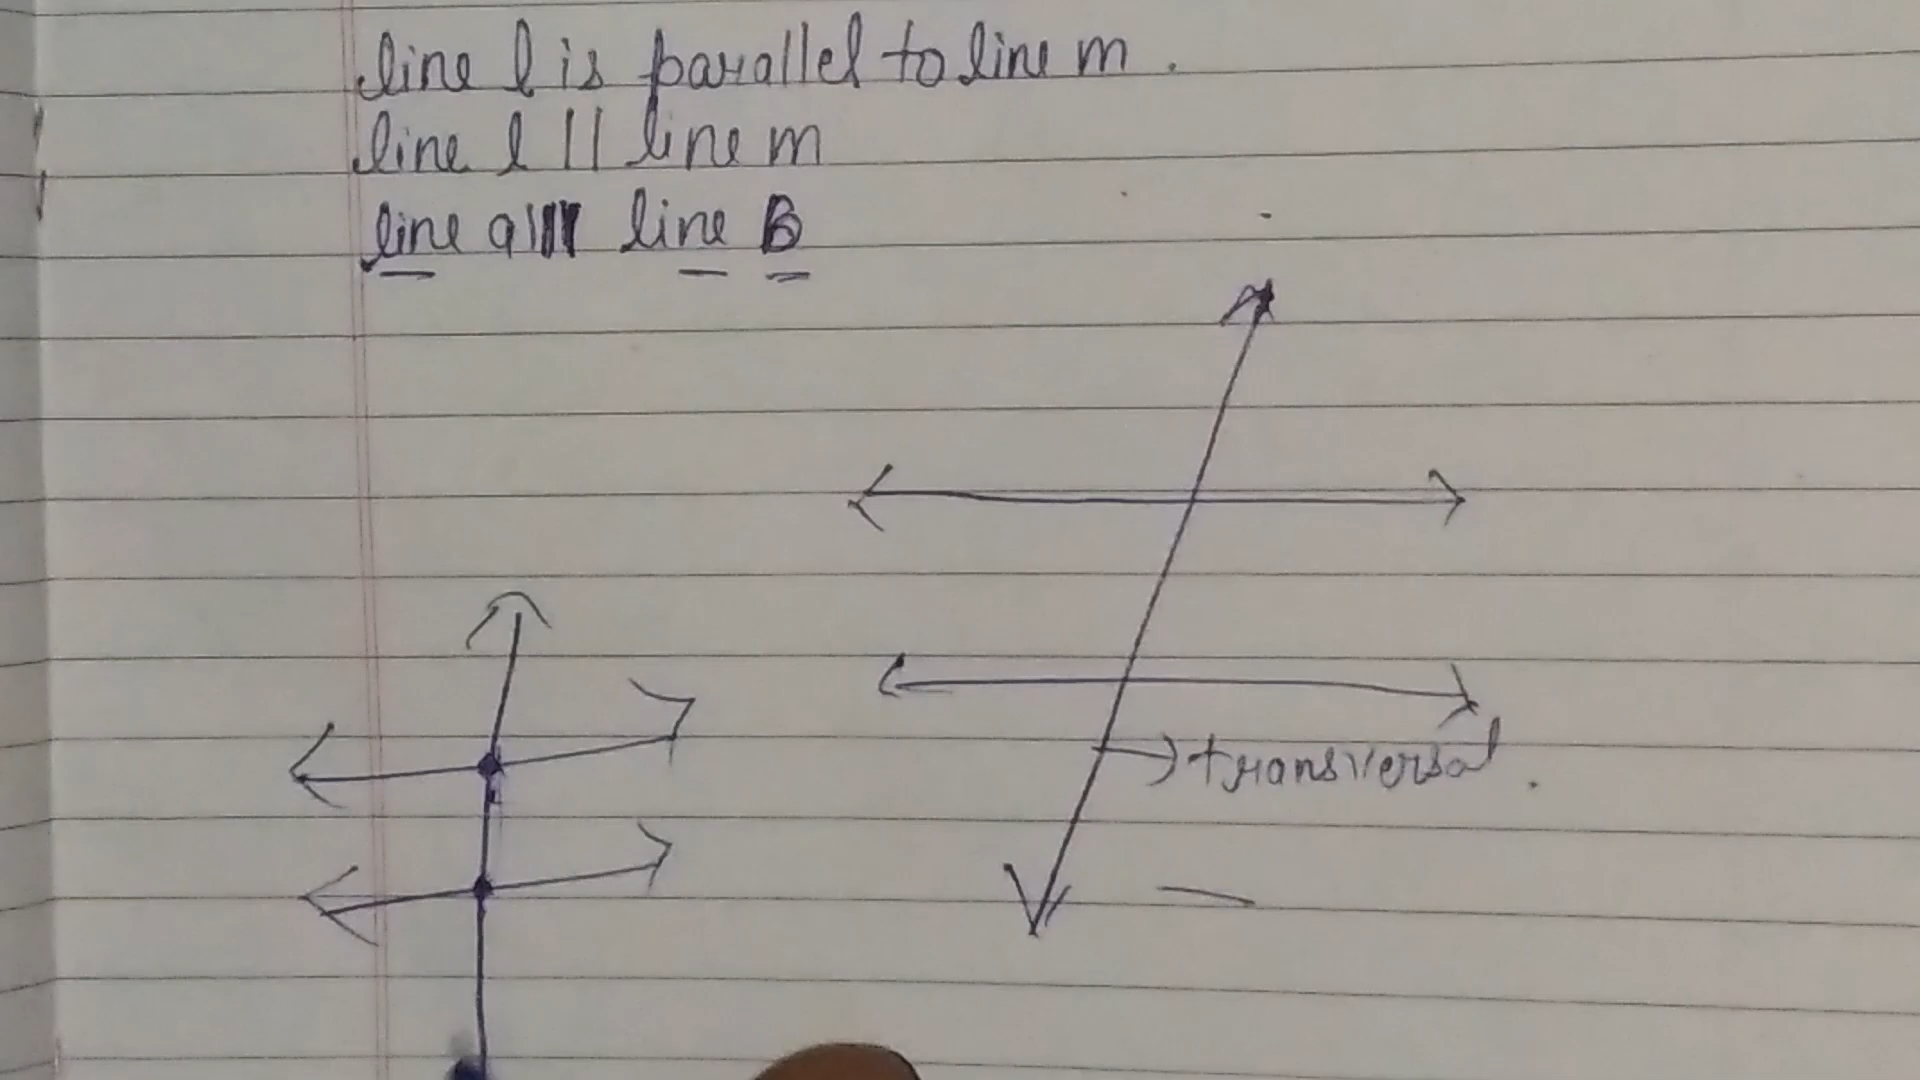 line l is parallel to line m.
line l || line m
line a || line B
transversal.